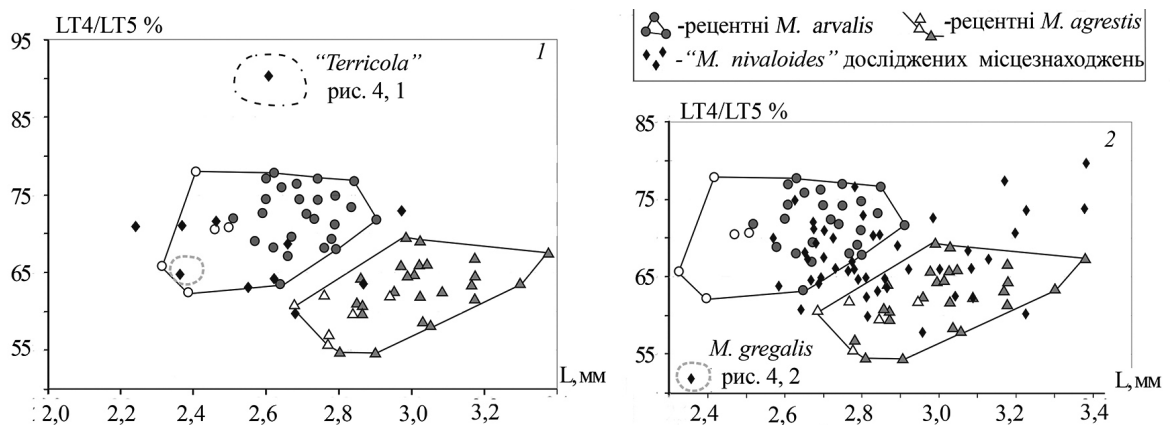 LT4/LT5 %
95
85
75
65
55
1
“Terricola”
рис. 4, 1
L, мм
2,0 2,2 2,4 2,6 2,8 3,0 3,2
-рецентні M. arvalis
-рецентні M. agrestis
-“M. nivaloides” досліджених місцезнаходжень
LT4/LT5 %
85
75
65
55
2
M. gregalis
рис. 4, 2
L, мм
2,4 2,6 2,8 3,0 3,2 3,4